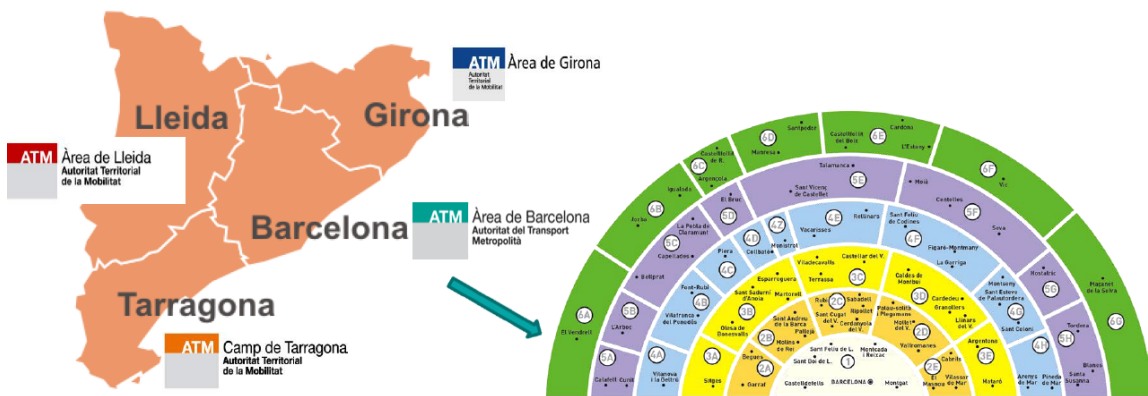 Lleida
Girona
Barcelona
Tarragona
ATM
Àrea de Girona
Autoritat
Territorial
de la Mobilitat
ATM
Àrea de Lleida
Autoritat Territorial
de la Mobilitat
ATM
Àrea de Barcelona
Autoritat del Transport
Metropolità
ATM
Camp de Tarragona
Autoritat Territorial
de la Mobilitat
6A
El Vendrell
6B
Jorba
Igualada
6C
Castellfollit
de R.
Argençola
6D
Manresa
Santpedor
6E
Castellfollit
del Boix
Cardona
L'Estany
6F
Vic
6G
Maçanet
de la Selva
5A
Calafell
Cunit
5B
L'Arboç
Bellprat
5C
La Pobla de
Claramunt
Capellades
5D
El Bruc
5E
Talamanca
Sant Vicenç
de Castellet
5F
Moià
Centelles
Seva
5G
Hostalric
5H
Tordera
Blanes
Santa
Susanna
4A
Vilanova
i la Geltrú
4B
Font-Rubí
Vilafranca
del Penedès
4C
Piera
4D
Collbató
4Z
Monistrol
4E
Vacarisses
Rellinars
4F
Sant Feliu
de Codines
Figaró-Montmany
La Garriga
4G
Montseny
Sant Esteve
de Palautordera
Sant Celoni
4H
Arenys
de Mar
Pineda
de Mar
3A
Sitges
3B
Esparreguera
Sant Sadurní
d'Anoia
Martorell
Olesa de
Bonesvalls
3C
Viladecavalls
Castellar del V.
Terrassa
3D
Caldes de
Montbui
Cardedeu
Granollers
Llinars
del V.
3E
Argentona
Mataró
2A
Begues
Garraf
2B
Sant Andreu
de la Barca
Pallejà
Molins
de Rei
2C
Rubí
Sabadell
Sant Cugat
del V.
Ripollet
Cerdanyola
del V.
2D
Palau-solità
i Plegamans
Mollet
del V.
Vallromanes
2E
Cabrils
El
Masnou
Vilassar
de Mar
1
Sant Feliu de L.
Montcada
i Reixac
Sant Boi de L.
Castelldefels
BARCELONA
Montgat